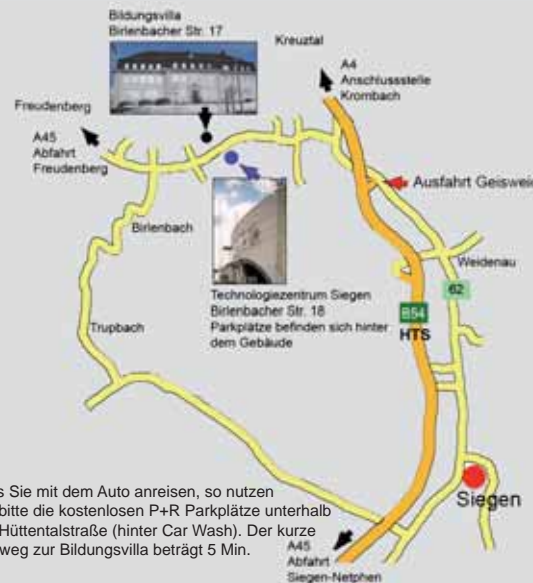 Bildungsvilla
Birlenbacher Str. 17
Kreuztal
A4
Anschlussstelle
Krombach
Freudenberg
A45
Abfahrt
Freudenberg
Ausfahrt Geisweid
Birlenbach
Weidenau
62
Technologiezentrum Siegen
Birlenbacher Str. 18
Parkplätze befinden sich hinter
dem Gebäude
B54
HTS
Trupbach
Siegen
s Sie mit dem Auto anreisen, so nutzen
bitte die kostenlosen P+R Parkplätze unterhalb
Hüttentalstraße (hinter Car Wash). Der kurze
weg zur Bildungsvilla beträgt 5 Min.
A45
Abfahrt
Siegen-Netphen